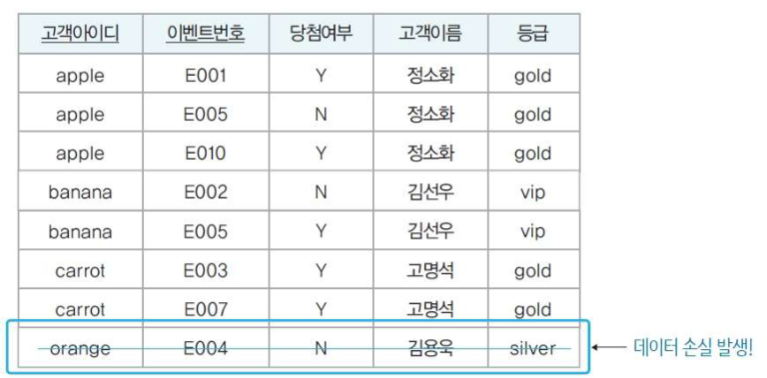 고객아이디 이벤트번호 당첨여부 고객이름 등급
apple E001 Y 정소화 gold
apple E005 N 정소화 gold
apple E010 Y 정소화 gold
banana E002 N 김선우 vip
banana E005 Y 김선우 vip
carrot E003 Y 고명석 gold
carrot E007 Y 고명석 gold
orange E004 N 김용욱 silver
데이터 손실 발생!